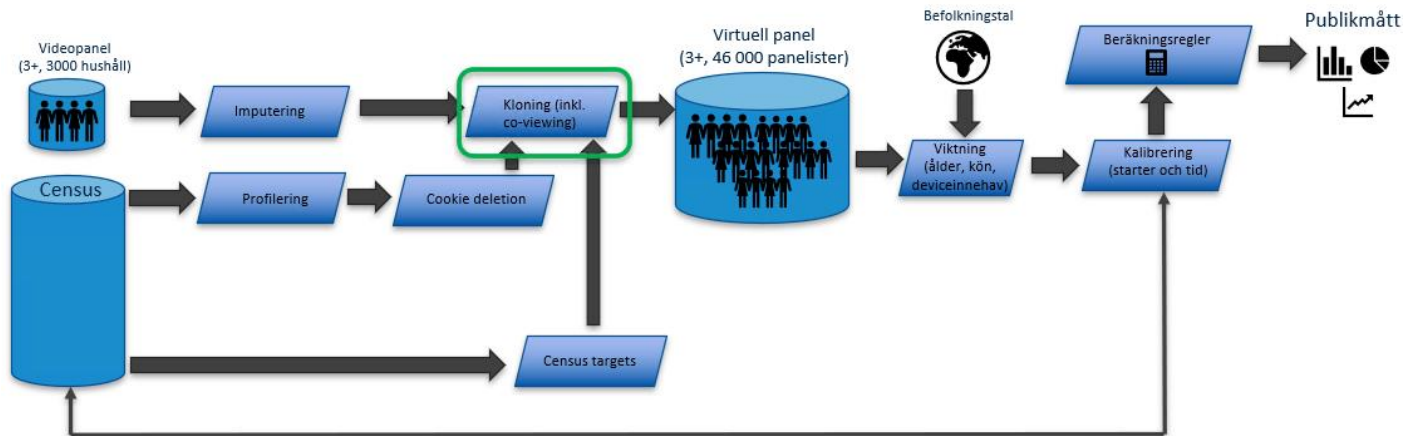 Videopanel
(3+, 3000 hushåll)
Imputering
Kloning (inkl.
co-viewing)
Virtuell panel
(3+, 46 000 panelister)
Befolkningstal
Beräkningsregler
Publikmått
Census
Profilering
Cookie deletion
Viktning
(ålder, kön,
deviceinnehav)
Kalibrering
(starter och tid)
Census targets